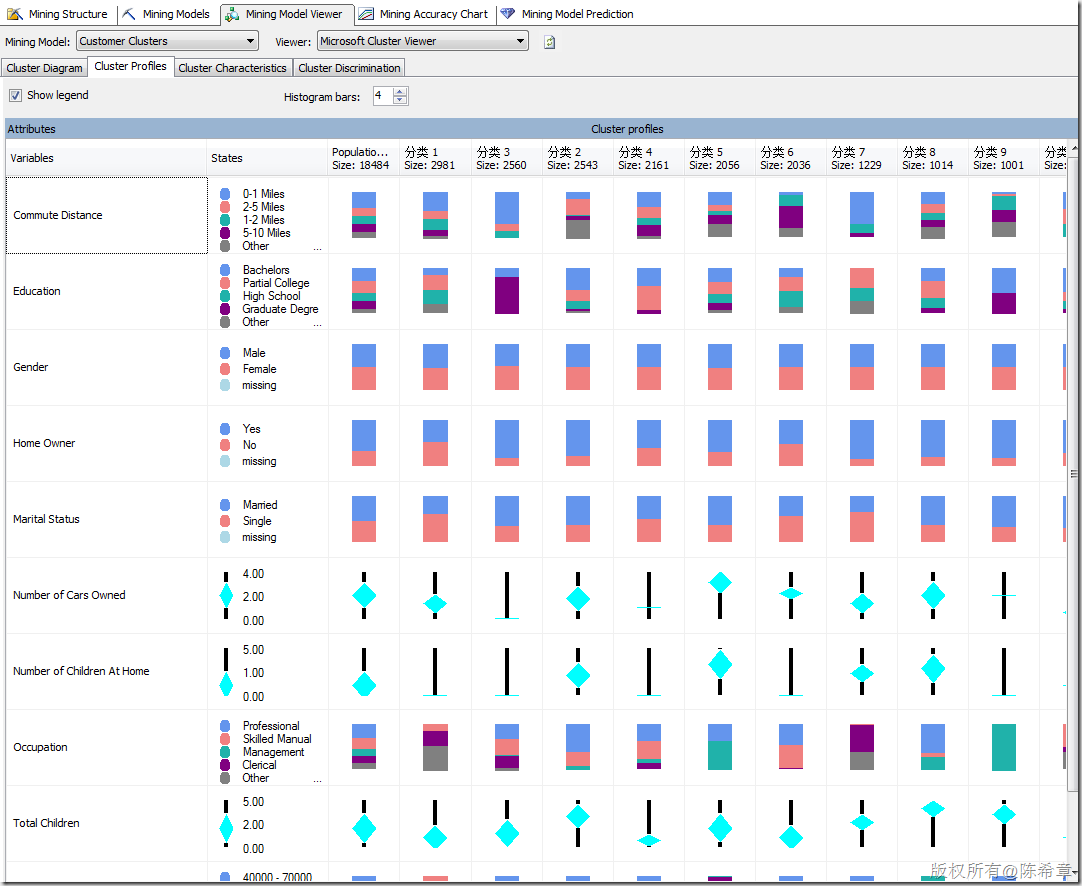 Mining Structure Mining Models Mining Model Viewer Mining Accuracy Chart Mining Model Prediction
Mining Model: Customer Clusters Viewer: Microsoft Cluster Viewer
Cluster Diagram Cluster Profiles Cluster Characteristics Cluster Discrimination
Show legend Histogram bars: 4
Attributes Cluster profiles
Variables States Populatio... Size: 18484 分类 1 Size: 2981 分类 3 Size: 2560 分类 2 Size: 2543 分类 4 Size: 2161 分类 5 Size: 2056 分类 6 Size: 2036 分类 7 Size: 1229 分类 8 Size: 1014 分类 9 Size: 1001 分类 Size:
Commute Distance
0-1 Miles
2-5 Miles
1-2 Miles
5-10 Miles
Other ...
Education
Bachelors
Partial College
High School
Graduate Degre
Other ...
Gender
Male
Female
missing
Home Owner
Yes
No
missing
Marital Status
Married
Single
missing
Number of Cars Owned
4.00
2.00
0.00
Number of Children At Home
5.00
1.00
0.00
Occupation
Professional
Skilled Manual
Management
Clerical
Other ...
Total Children
5.00
2.00
0.00
40000 - 70000
版权所有@陈希章